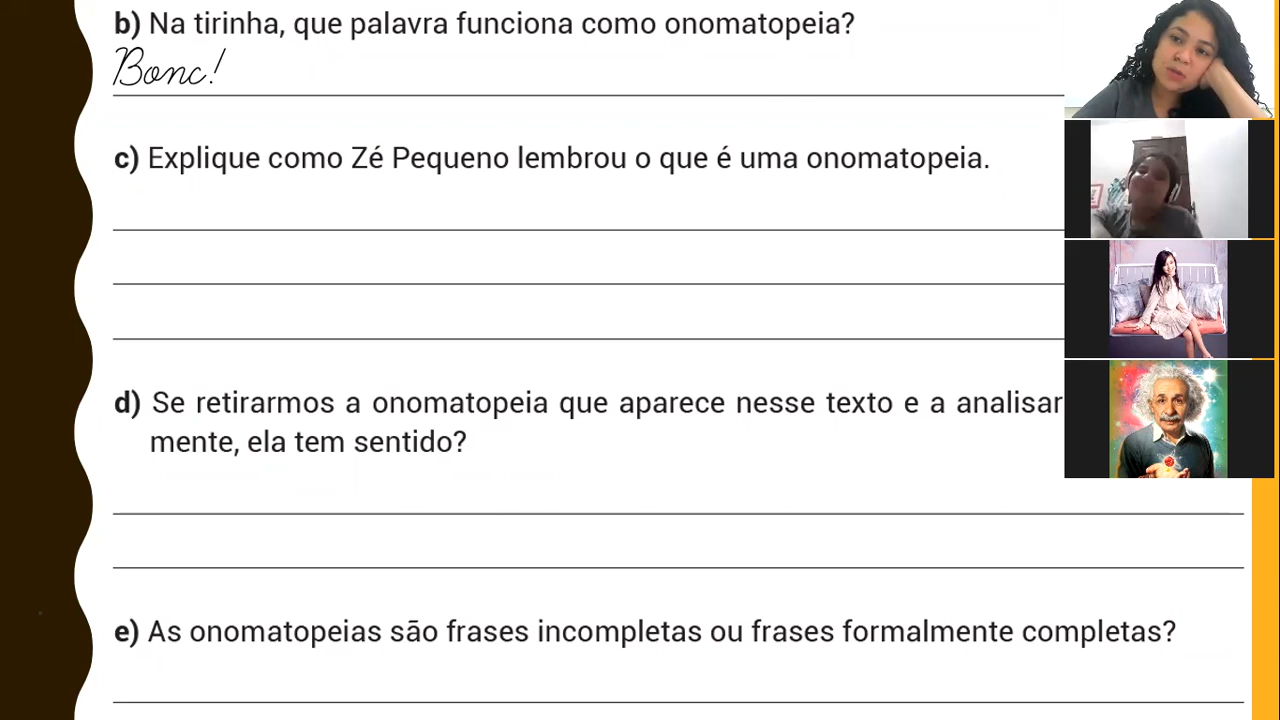 b) Na tirinha, que palavra funciona como onomatopeia?
Bonc!
c) Explique como Zé Pequeno lembrou o que é uma onomatopeia.
d) Se retirarmos a onomatopeia que aparece nesse texto e a analisar
mente, ela tem sentido?
e) As onomatopeias são frases incompletas ou frases formalmente completas?